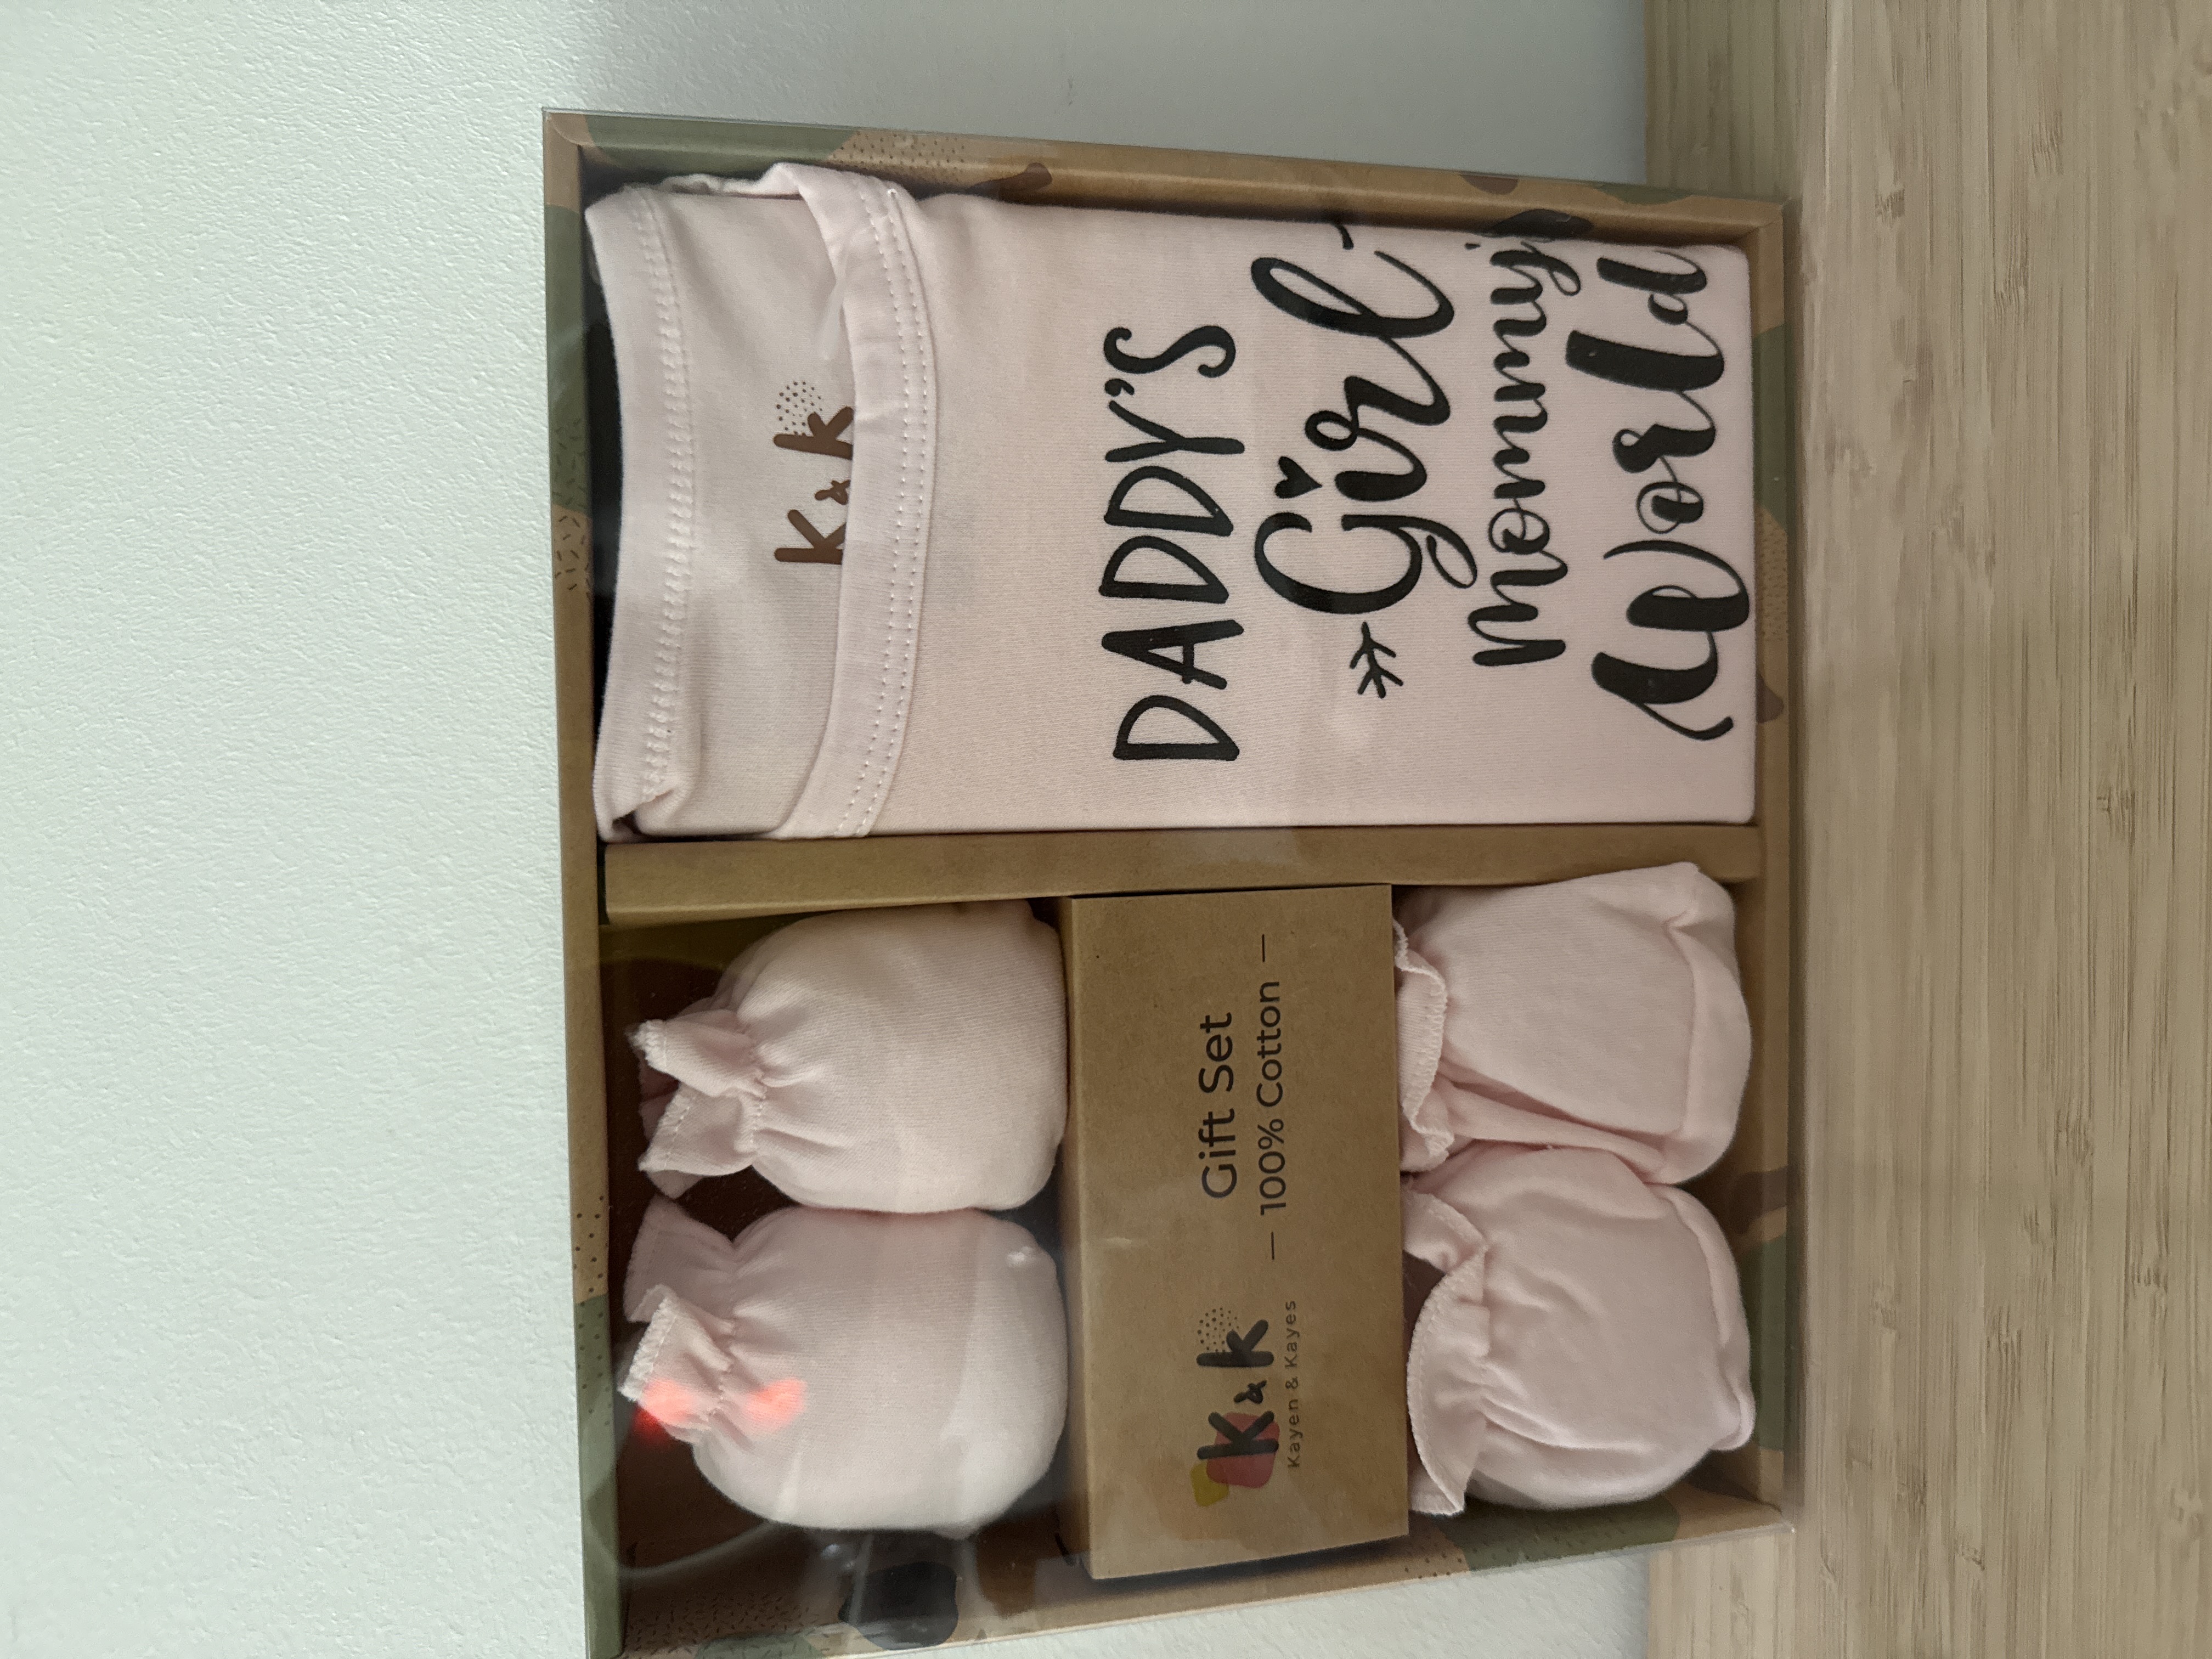 K&k
DADDY'S
Girl
mommy's
World
K&k
Kayen & Kayes
Gift Set
— 100% Cotton —